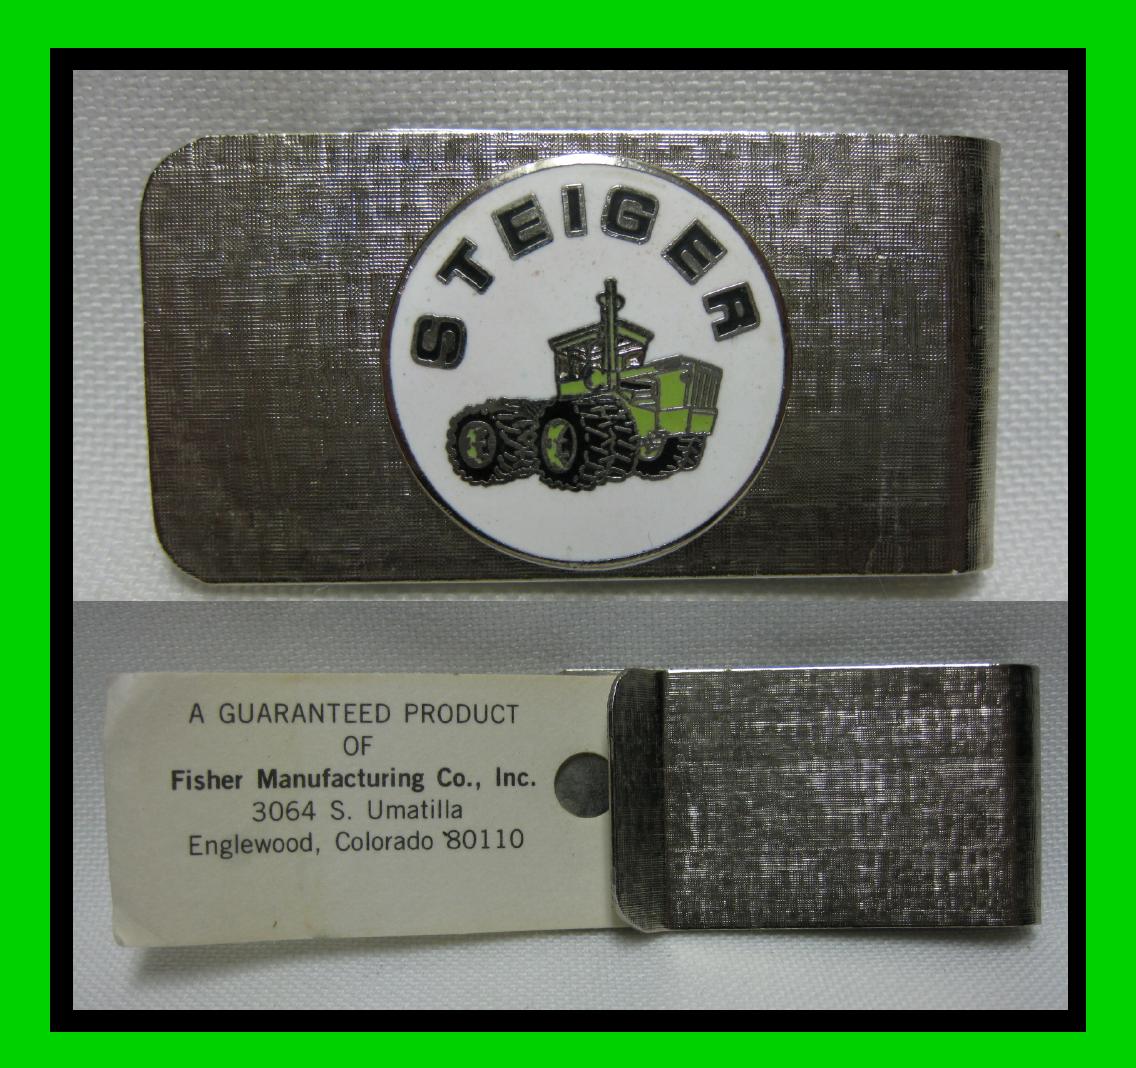 STEIGER
A GUARANTEED PRODUCT
OF
Fisher Manufacturing Co., Inc.
3064 S. Umatilla
Englewood, Colorado 80110